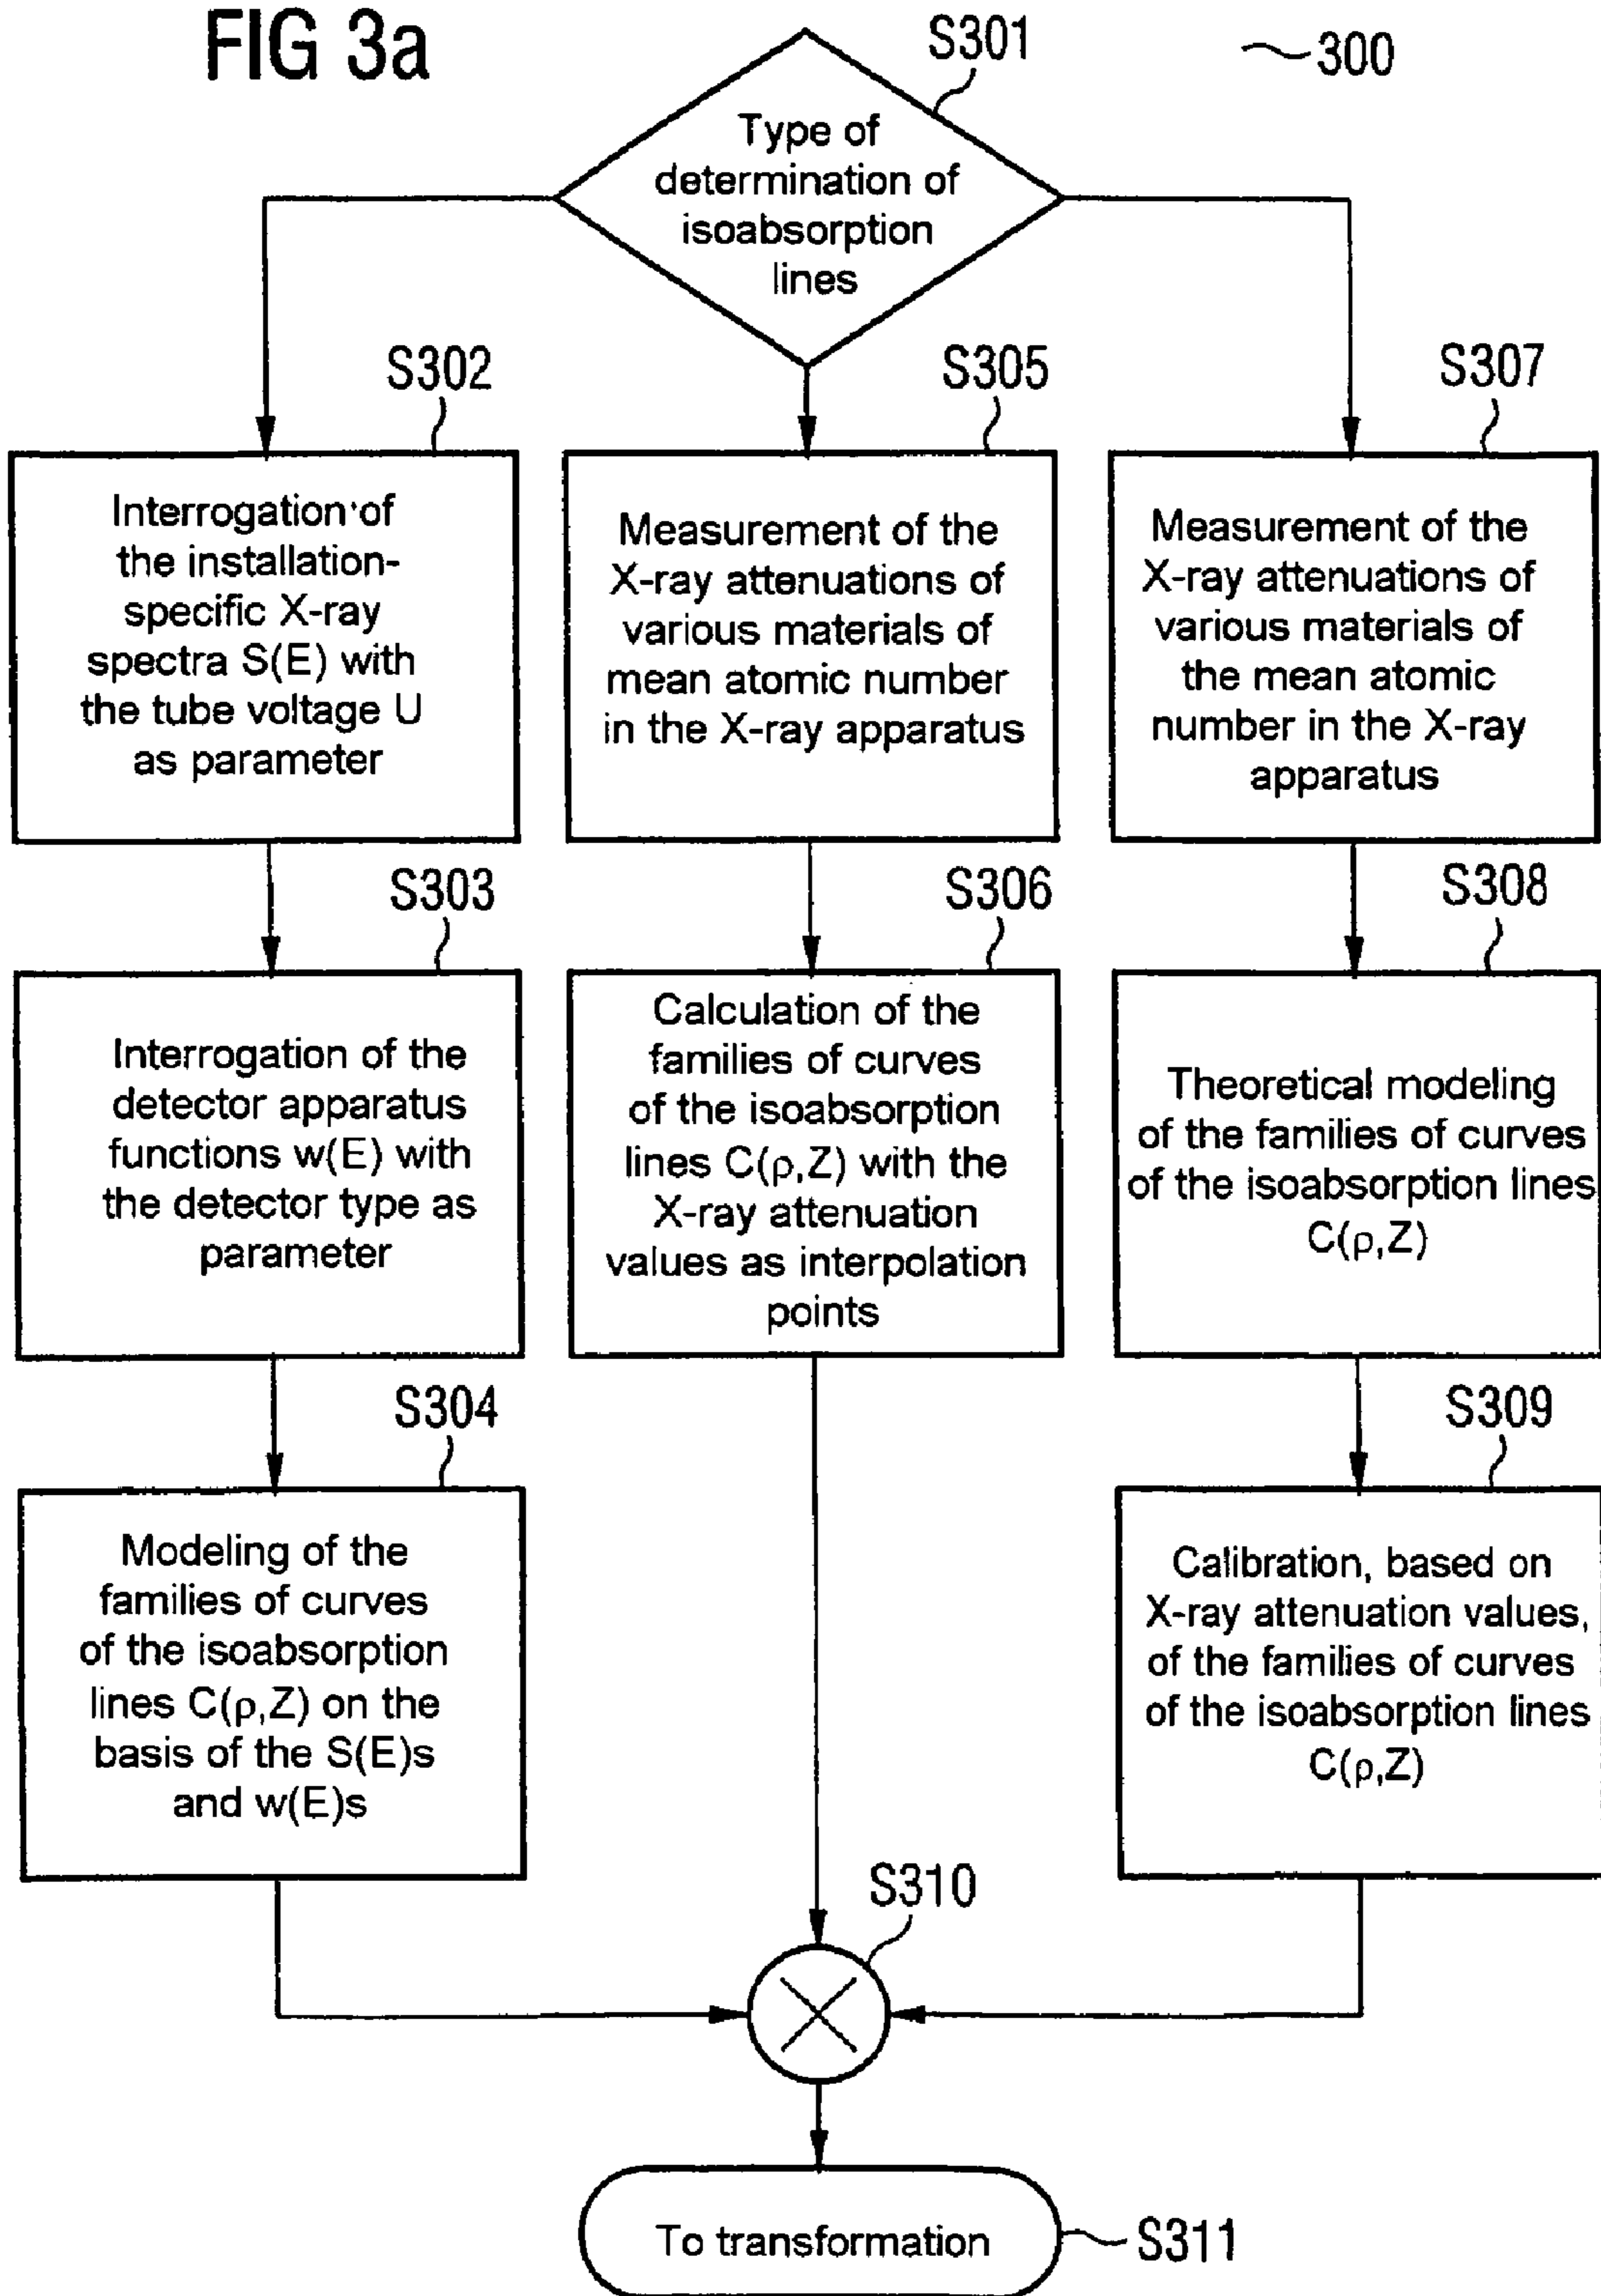 FIG 3a
S301
300
Type of
determination of
isoabsorption
lines
S302
Interrogation of
the installation-
specific X-ray
spectra S(E) with
the tube voltage U
as parameter
S305
Measurement of the
X-ray attenuations of
various materials of
mean atomic number
in the X-ray apparatus
S307
Measurement of the
X-ray attenuations of
various materials of
the mean atomic
number in the X-ray
apparatus
S303
Interrogation of the
detector apparatus
functions w(E) with
the detector type as
parameter
S306
Calculation of the
families of curves
of the isoabsorption
lines C(ρ,Z) with the
X-ray attenuation
values as interpolation
points
S308
Theoretical modeling
of the families of curves
of the isoabsorption lines
C(ρ,Z)
S304
Modeling of the
families of curves
of the isoabsorption
lines C(ρ,Z) on the
basis of the S(E)s
and w(E)s
S309
Calibration, based on
X-ray attenuation values,
of the families of curves
of the isoabsorption lines
C(ρ,Z)
S310
To transformation
S311